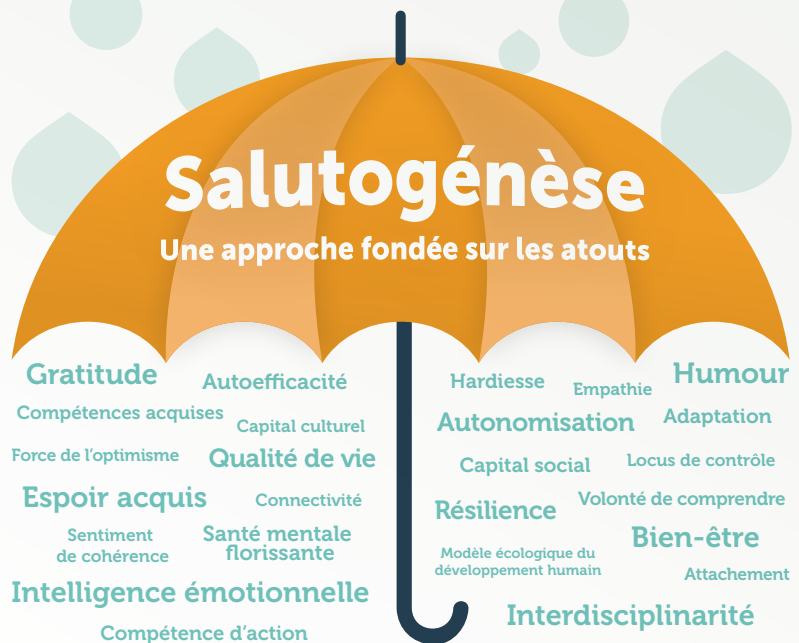 Salutogénèse
Une approche fondée sur les atouts
Gratitude
Autoefficacité
Compétences acquises
Capital culturel
Force de l'optimisme
Qualité de vie
Espoir acquis
Connectivité
Sentiment
de cohérence
Santé mentale
florissante
Intelligence émotionnelle
Compétence d'action
Hardiesse
Empathie
Humour
Autonomisation
Adaptation
Capital social
Locus de contrôle
Résilience
Volonté de comprendre
Bien-être
Modèle écologique du
développement humain
Attachement
Interdisciplinarité